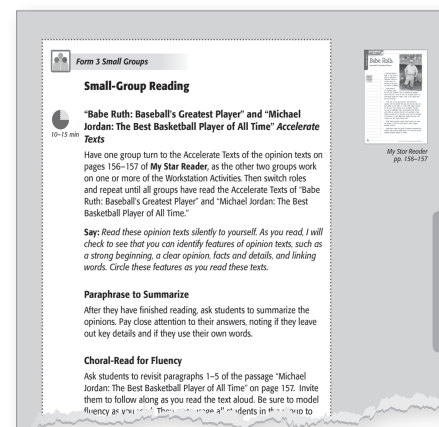 Form 3 Small Groups
Small-Group Reading
10–15 min
"Babe Ruth: Baseball's Greatest Player" and "Michael
Jordan: The Best Basketball Player of All Time" Accelerate
Texts
Have one group turn to the Accelerate Texts of the opinion texts on
pages 156–157 of My Star Reader, as the other two groups work
on one or more of the Workstation Activities. Then switch roles
and repeat until all groups have read the Accelerate Texts of "Babe
Ruth: Baseball's Greatest Player" and "Michael Jordan: The Best
Basketball Player of All Time."
Say: Read these opinion texts silently to yourself. As you read, I will
check to see that you can identify features of opinion texts, such as
a strong beginning, a clear opinion, facts and details, and linking
words. Circle these features as you read these texts.
Paraphrase to Summarize
After they have finished reading, ask students to summarize the
opinions. Pay close attention to their answers, noting if they leave
out key details and if they use their own words.
Choral-Read for Fluency
Ask students to revisit paragraphs 1–5 of the passage "Michael
Jordan: The Best Basketball Player of All Time" on page 157. Invite
them to follow along as you read the text aloud. Be sure to model
fluency as you all students in the to
Babe Ruth
My Star Reader
pp. 156–157